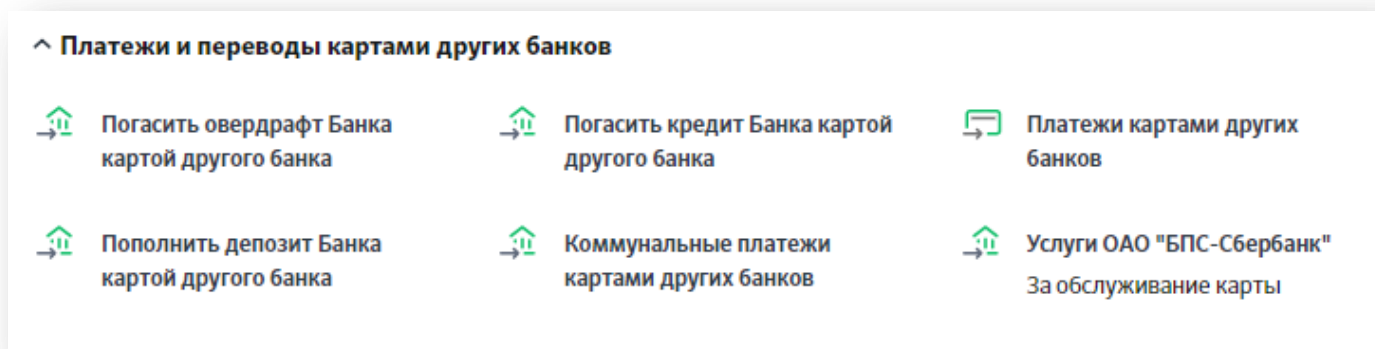 Платежи и переводы картами других банков
Погасить овердрафт Банка
картой другого банка
Погасить кредит Банка картой
другого банка
Платежи картами других
банков
Пополнить депозит Банка
картой другого банка
Коммунальные платежи
картами других банков
Услуги ОАО "БПС-Сбербанк"
За обслуживание карты